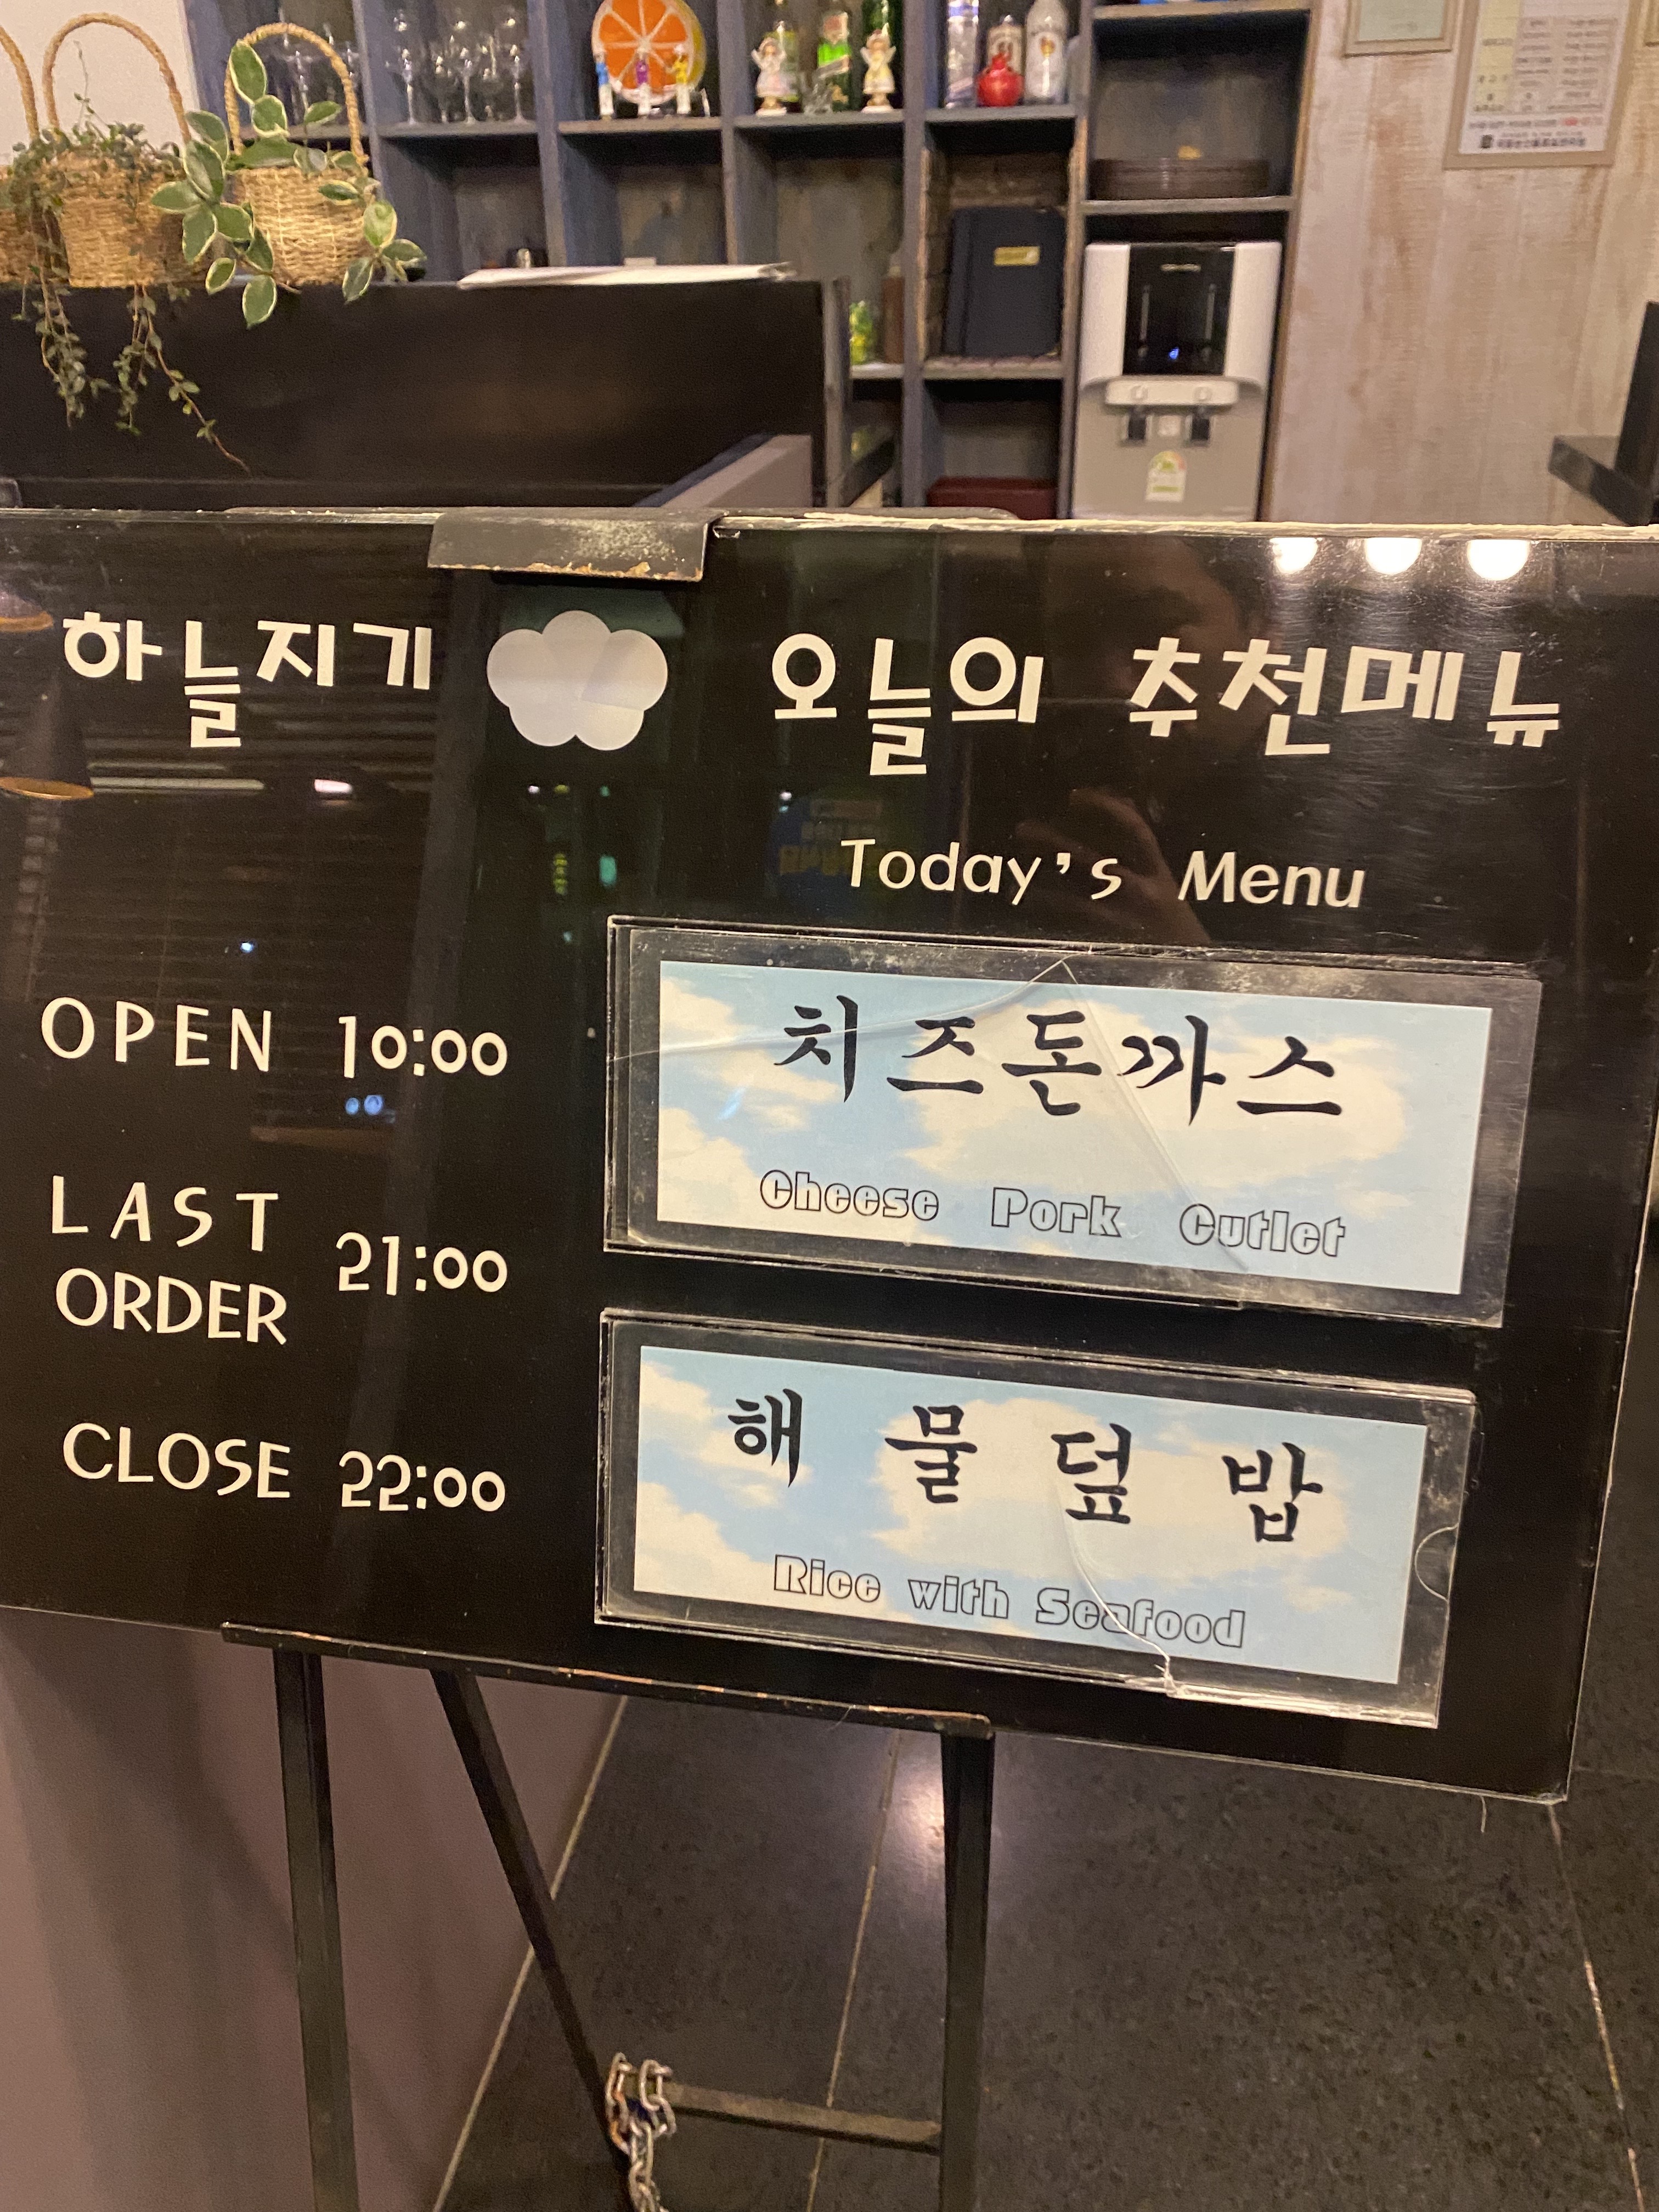 하늘지기
오늘의 추천메뉴
Today's Menu
OPEN 10:00
LAST ORDER 21:00
CLOSE 22:00
치즈돈까스
Cheese Pork Cutlet
해물덮밥
Rice with Seafood